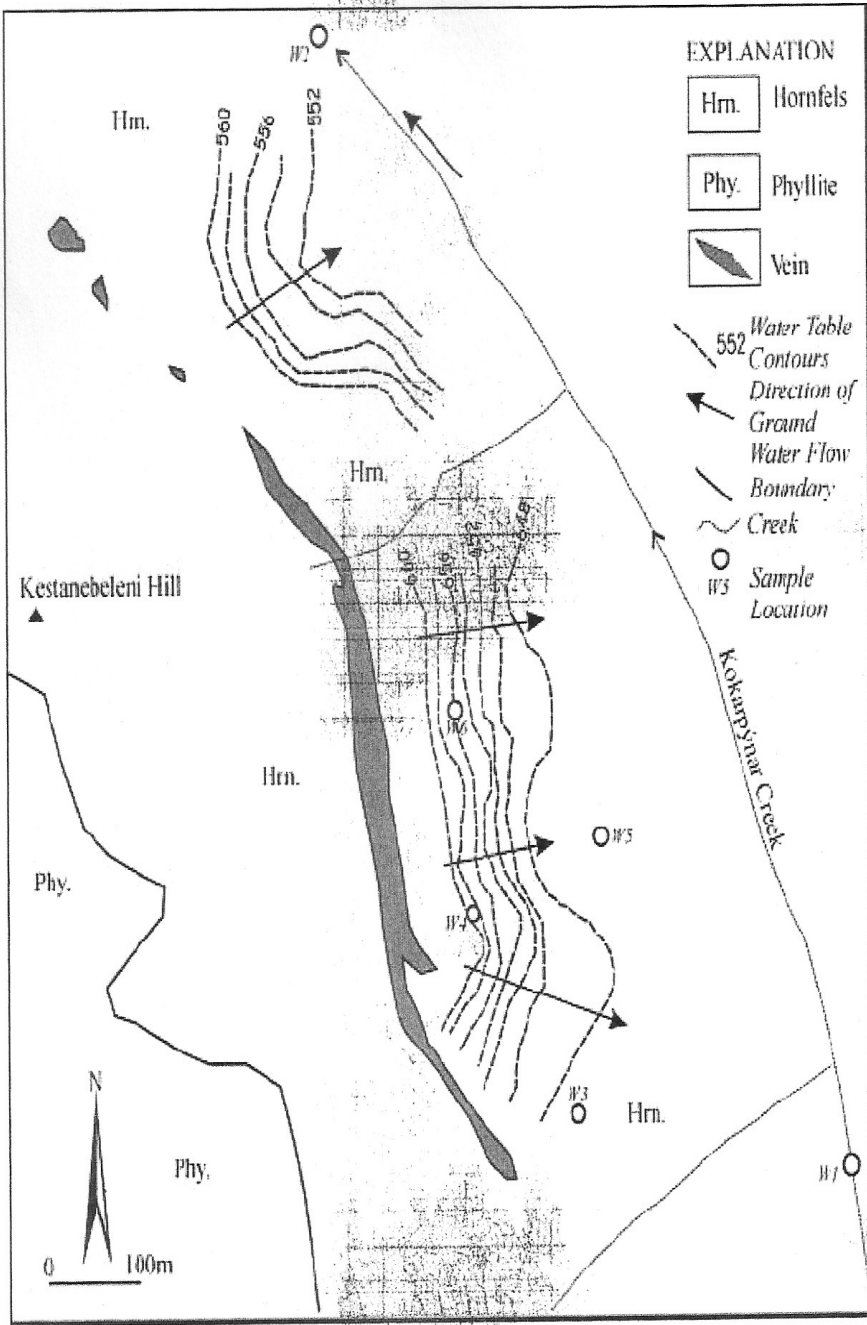 W2
EXPLANATION
Hrn. Hornfels
Phy. Phyllite
Vein
552 Water Table
Contours
Direction of
Ground
Water Flow
Boundary
Creek
W5 Sample
Location
Hrn.
560
556
552
Hrn.
Kestanebeleni Hill
W6
Kokarpýnar Creek
Hrn.
W5
Phy.
W4
W3
Hrn.
W1
Phy.
N
0 100m